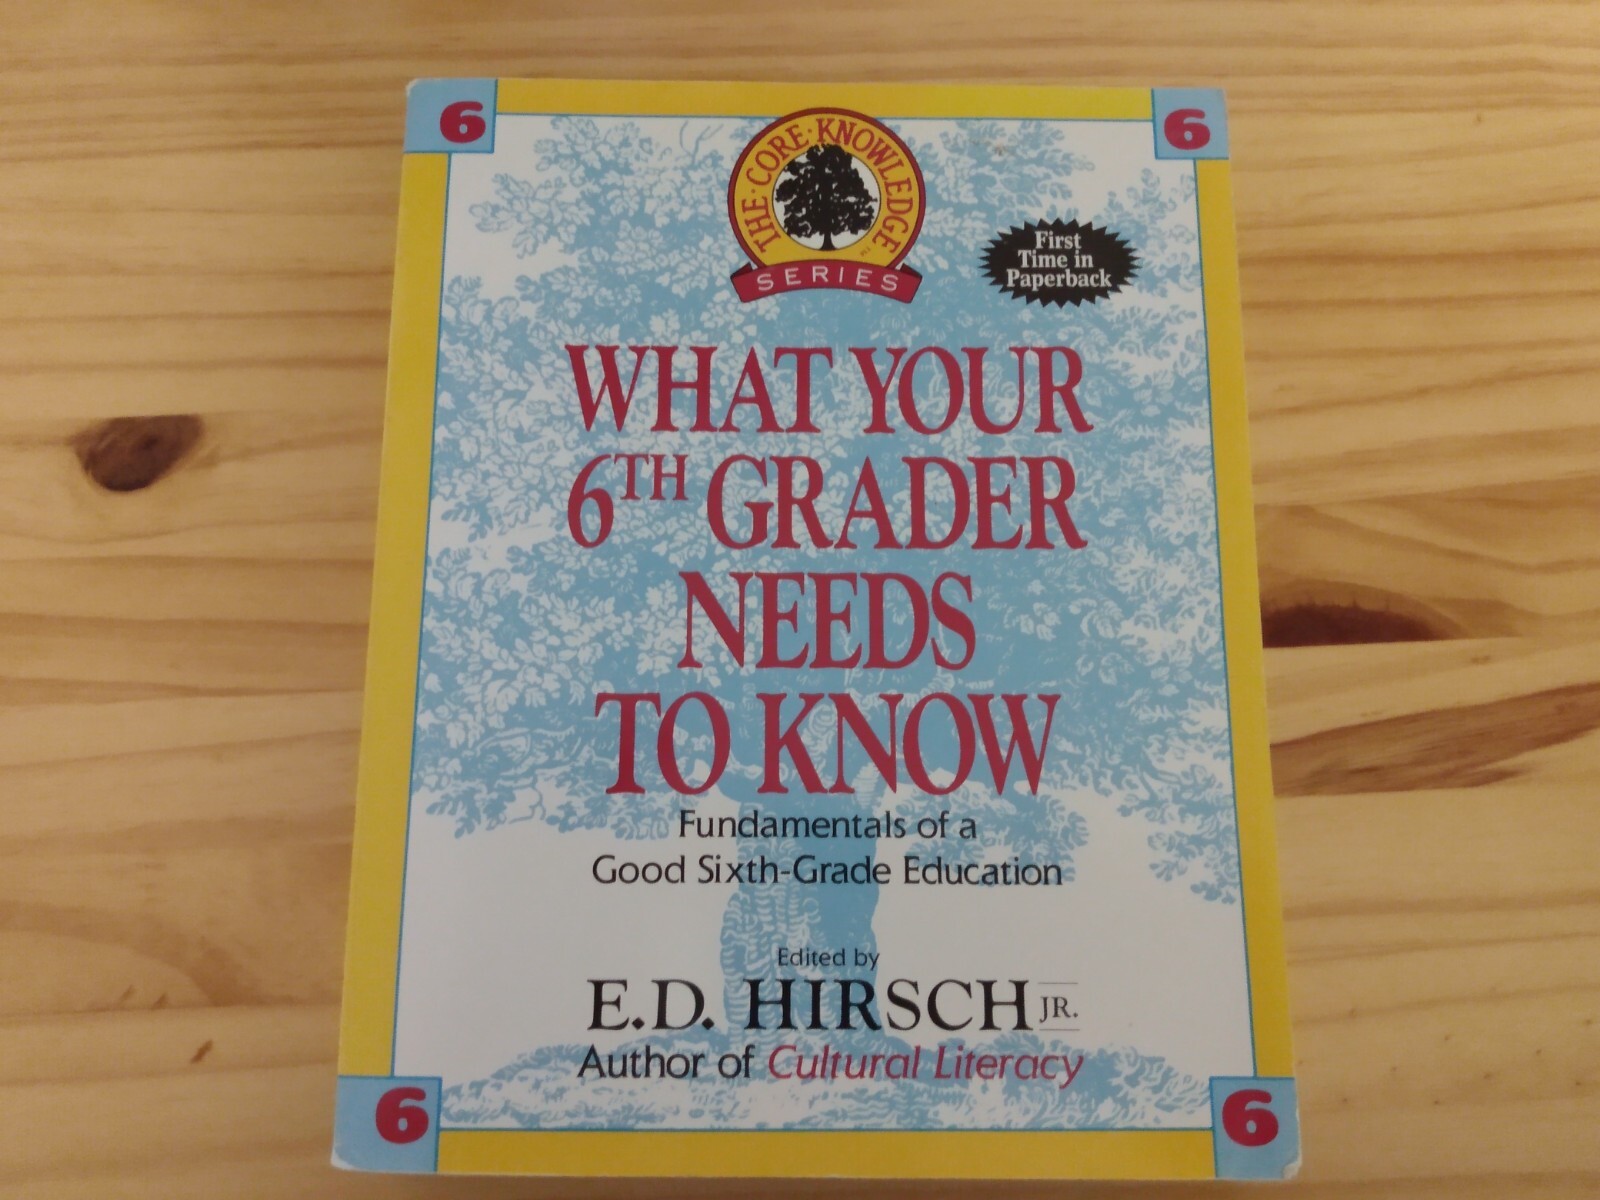 6
6
THE · CORE · KNOWLEDGE
SERIES
First
Time in
Paperback
WHAT YOUR
6TH GRADER
NEEDS
TO KNOW
Fundamentals of a
Good Sixth-Grade Education
Edited by
E.D. HIRSCH JR.
Author of Cultural Literacy
6
6